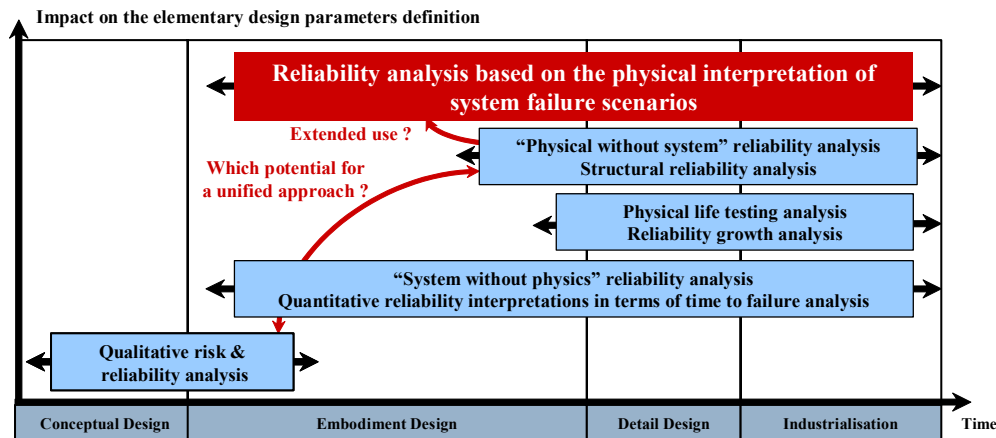 Impact on the elementary design parameters definition
Reliability analysis based on the physical interpretation of
system failure scenarios
Extended use ?
“Physical without system” reliability analysis
Structural reliability analysis
Which potential for
a unified approach ?
Physical life testing analysis
Reliability growth analysis
“System without physics” reliability analysis
Quantitative reliability interpretations in terms of time to failure analysis
Qualitative risk &
reliability analysis
Conceptual Design
Embodiment Design
Detail Design
Industrialisation
Time